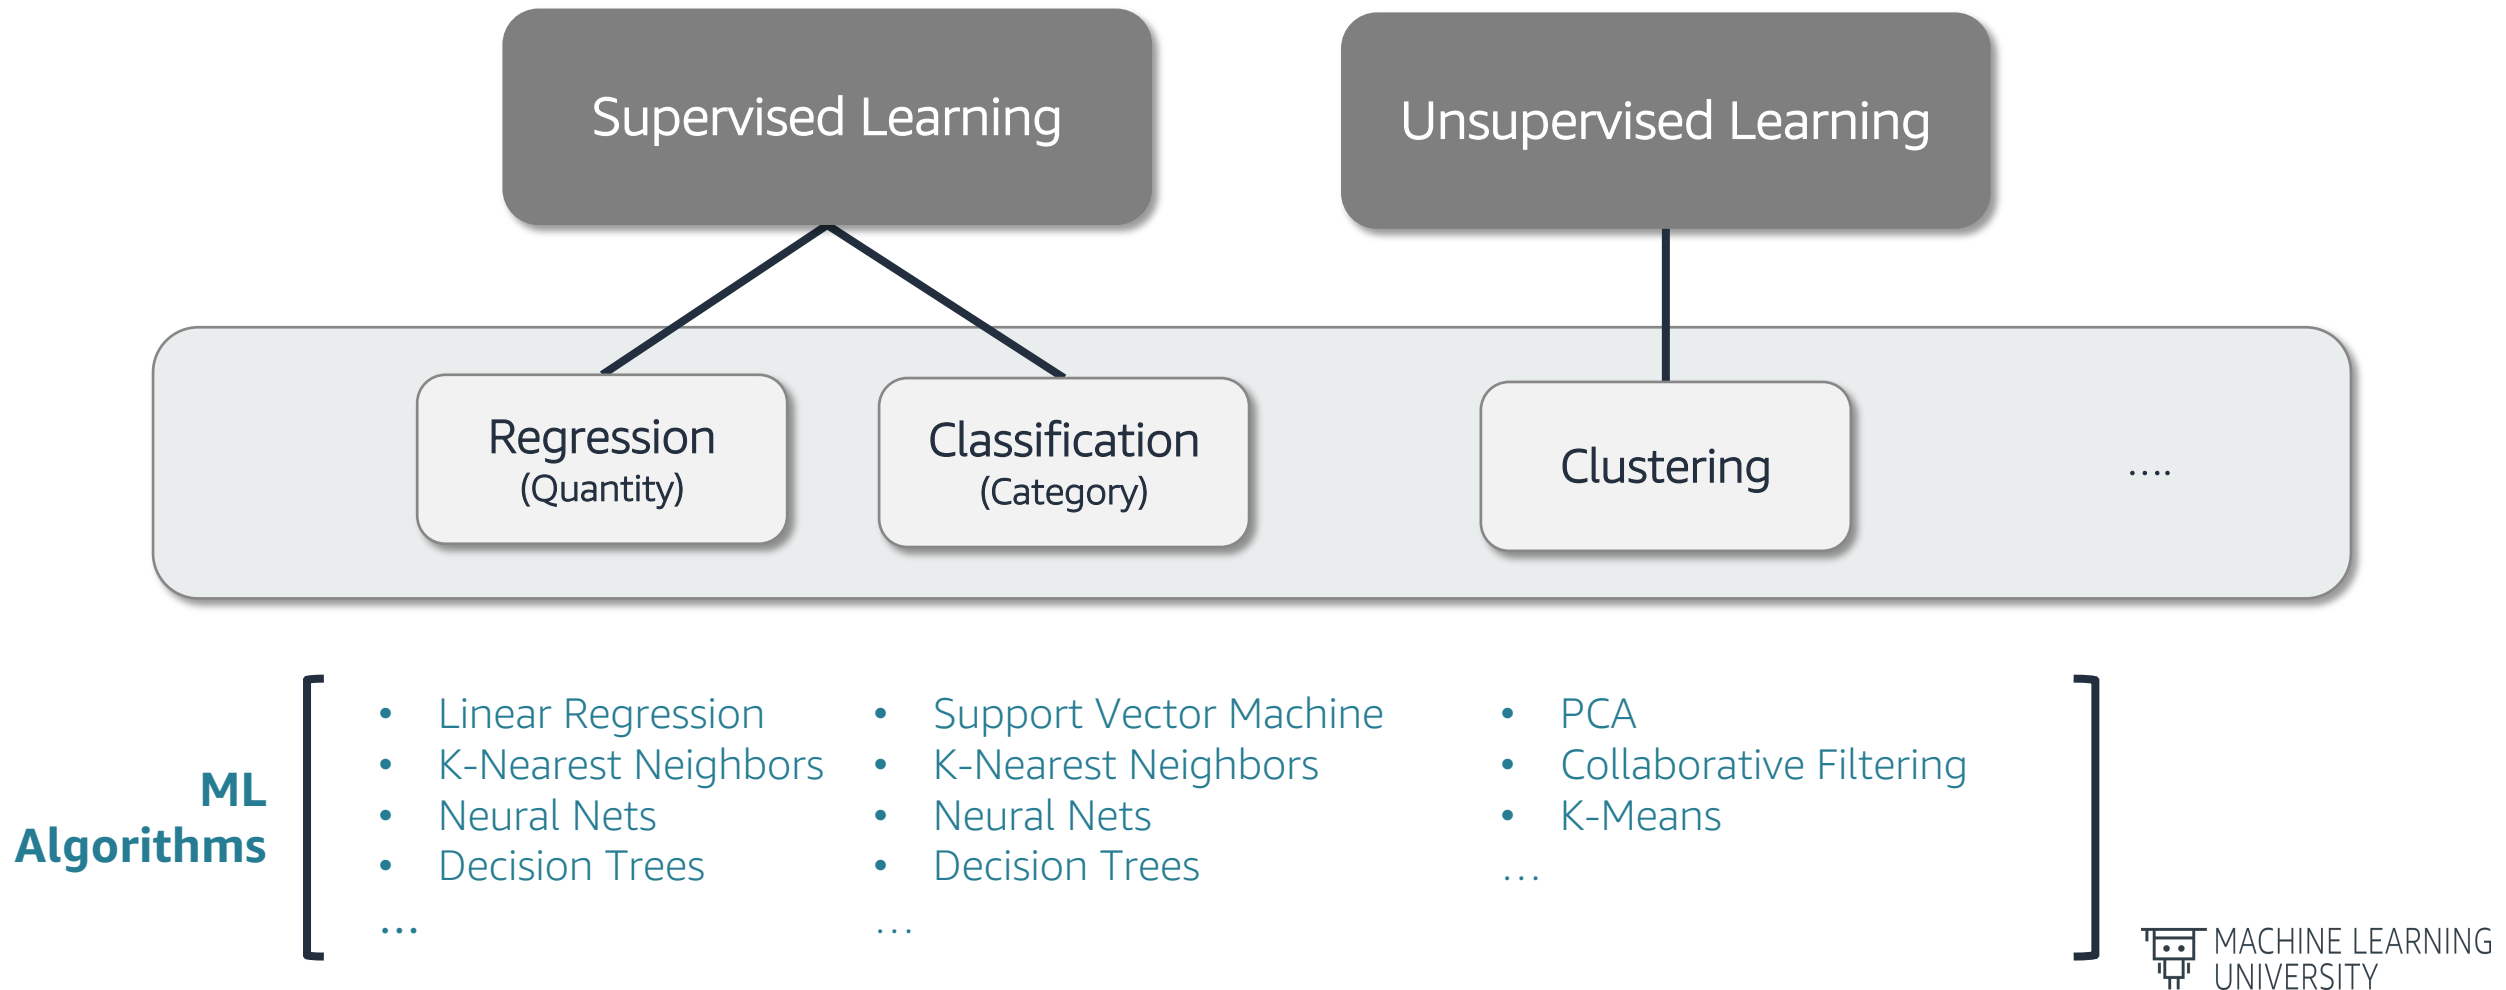 Supervised Learning
Unsupervised Learning
Regression
(Quantity)
Classification
(Category)
Clustering
....
ML
Algorithms
• Linear Regression
• K-Nearest Neighbors
• Neural Nets
• Decision Trees
...
• Support Vector Machine
• K-Nearest Neighbors
• Neural Nets
• Decision Trees
...
• PCA
• Collaborative Filtering
• K-Means
...
MACHINE LEARNING
UNIVERSITY